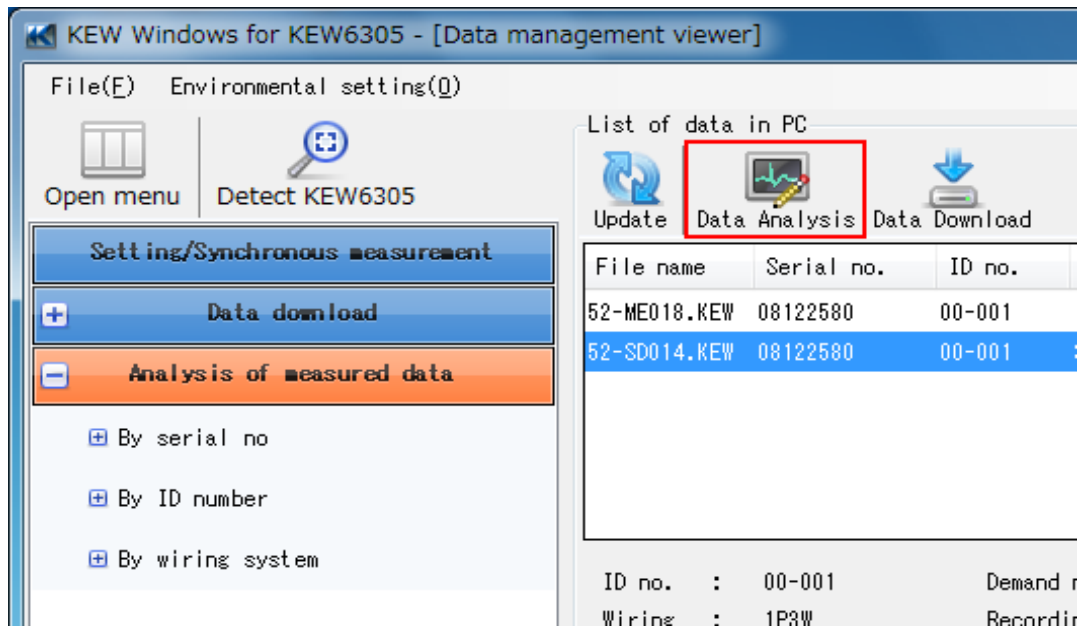 KEW Windows for KEW6305 - [Data management viewer]
File(F) Environmental setting(O)
Open menu Detect KEW6305
List of data in PC
Update Data Analysis Data Download
Setting/Synchronous measurement
Data download
Analysis of measured data
By serial no
By ID number
By wiring system
File name Serial no. ID no.
52-ME018.KEW 08122580 00-001
52-SD014.KEW 08122580 00-001
ID no. : 00-001 Demand
Wiring : 1P3W Recordin